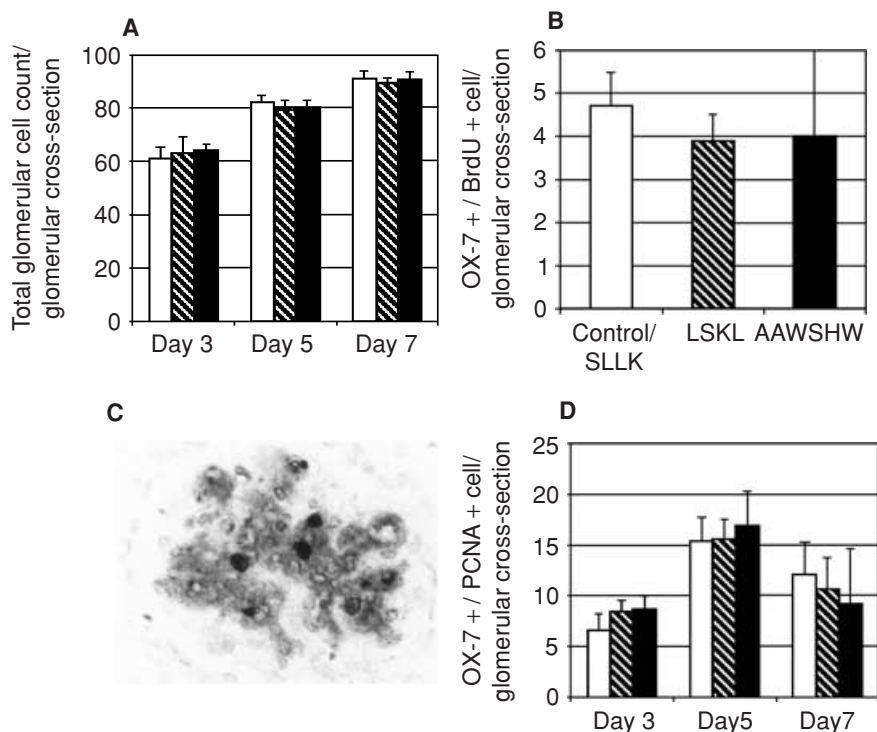 A
Total glomerular cell count/
glomerular cross-section
100
80
60
40
20
0
Day 3
Day 5
Day 7
B
OX-7 + / BrdU + cell/
glomerular cross-section
6
5
4
3
2
1
0
Control/
SLLK
LSKL
AAWSHW
C
D
OX-7 + / PCNA + cell/
glomerular cross-section
25
20
15
10
5
0
Day 3
Day5
Day7